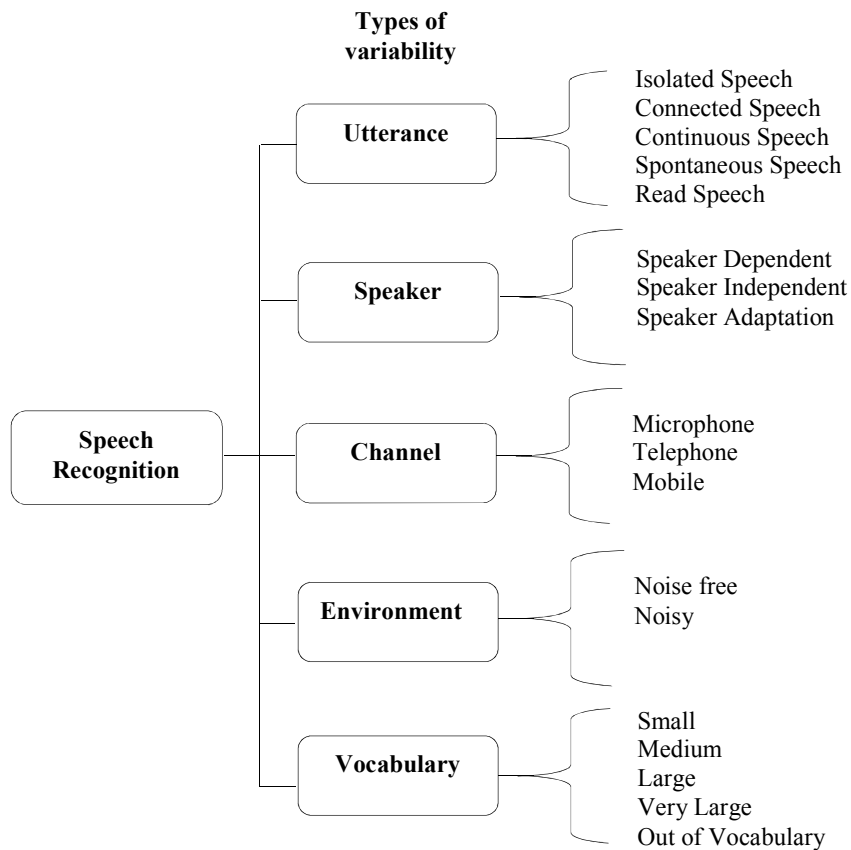 Types of
variability
Utterance
Isolated Speech
Connected Speech
Continuous Speech
Spontaneous Speech
Read Speech
Speaker
Speaker Dependent
Speaker Independent
Speaker Adaptation
Speech
Recognition
Channel
Microphone
Telephone
Mobile
Environment
Noise free
Noisy
Vocabulary
Small
Medium
Large
Very Large
Out of Vocabulary